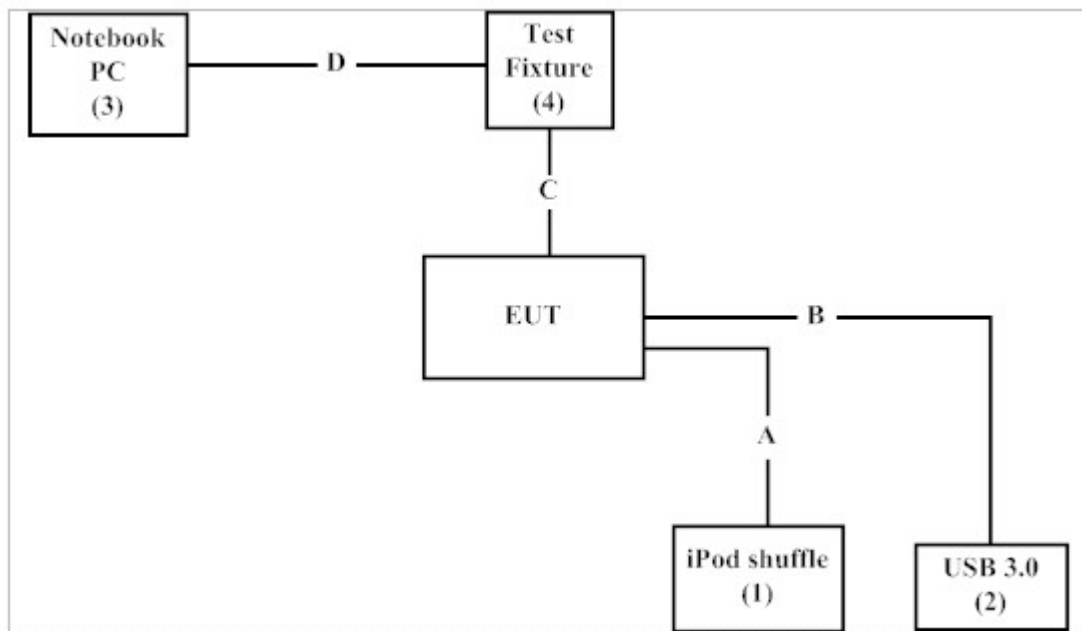 Notebook
PC
(3)
D
Test
Fixture
(4)
C
EUT
B
A
iPod shuffle
(1)
USB 3.0
(2)